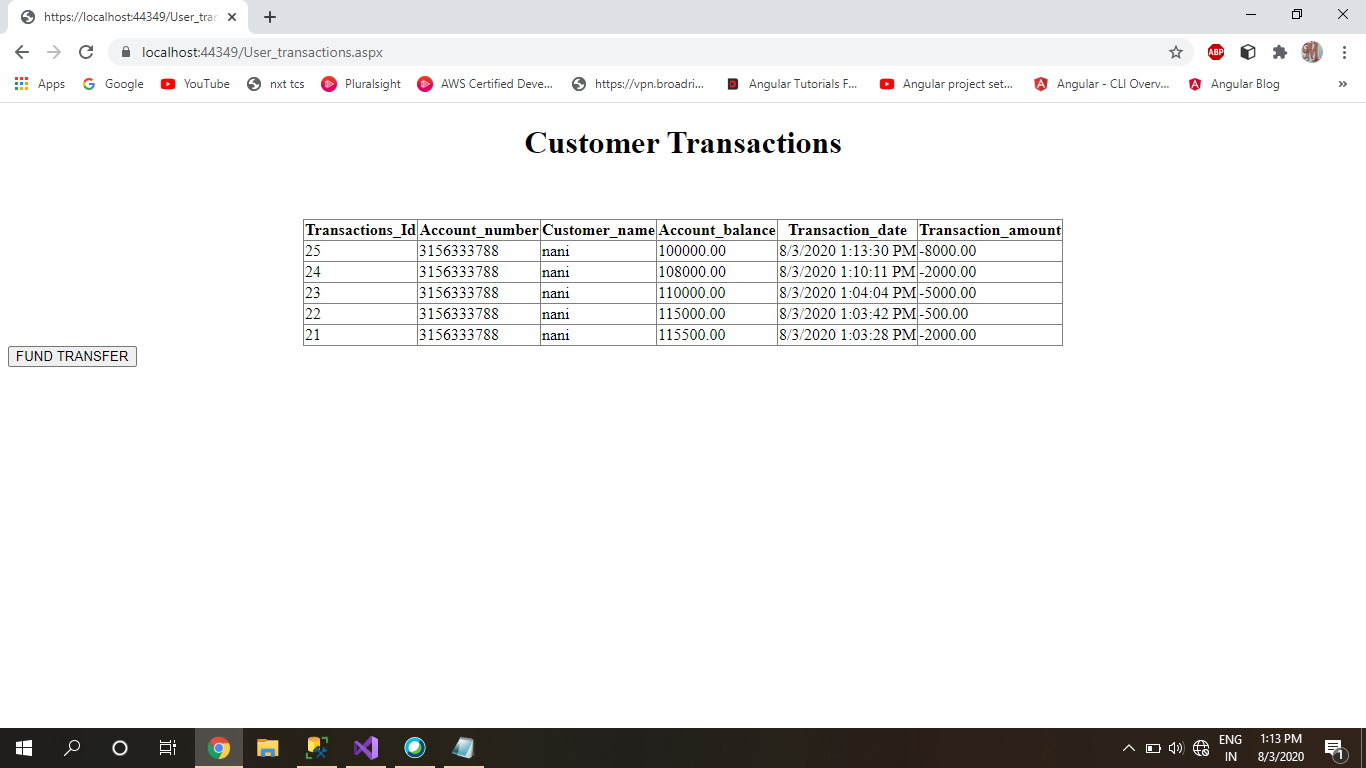 https://localhost:44349/User_tran
localhost:44349/User_transactions.aspx
ABP
Apps Google YouTube nxt tcs Pluralsight AWS Certified Deve... https://vpn.broadri... Angular Tutorials F... Angular project set... Angular - CLI Overv... Angular Blog »
Customer Transactions
Transactions_Id Account_number Customer_name Account_balance Transaction_date Transaction_amount
25 3156333788 nani 100000.00 8/3/2020 1:13:30 PM -8000.00
24 3156333788 nani 108000.00 8/3/2020 1:10:11 PM -2000.00
23 3156333788 nani 110000.00 8/3/2020 1:04:04 PM -5000.00
22 3156333788 nani 115000.00 8/3/2020 1:03:42 PM -500.00
21 3156333788 nani 115500.00 8/3/2020 1:03:28 PM -2000.00
FUND TRANSFER
ENG 1:13 PM
IN 8/3/2020 1